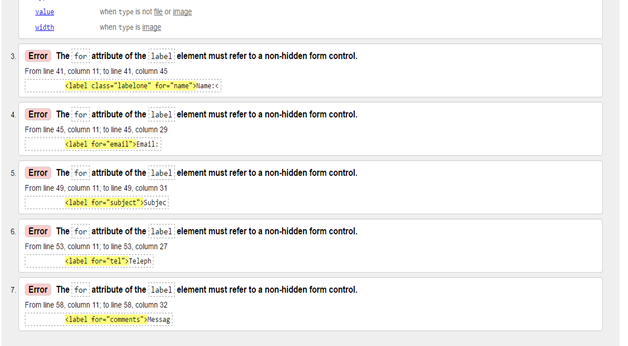 value when type is not file or image
width when type is image
3. Error The for attribute of the label element must refer to a non-hidden form control.
From line 41, column 11; to line 41, column 45
<label class="labelone" for="name">Name:<
4. Error The for attribute of the label element must refer to a non-hidden form control.
From line 45, column 11; to line 45, column 29
<label for="email">Email:
5. Error The for attribute of the label element must refer to a non-hidden form control.
From line 49, column 11; to line 49, column 31
<label for="subject">Subjec
6. Error The for attribute of the label element must refer to a non-hidden form control.
From line 53, column 11; to line 53, column 27
<label for="tel">Teleph
7. Error The for attribute of the label element must refer to a non-hidden form control.
From line 58, column 11; to line 58, column 32
<label for="comments">Messag